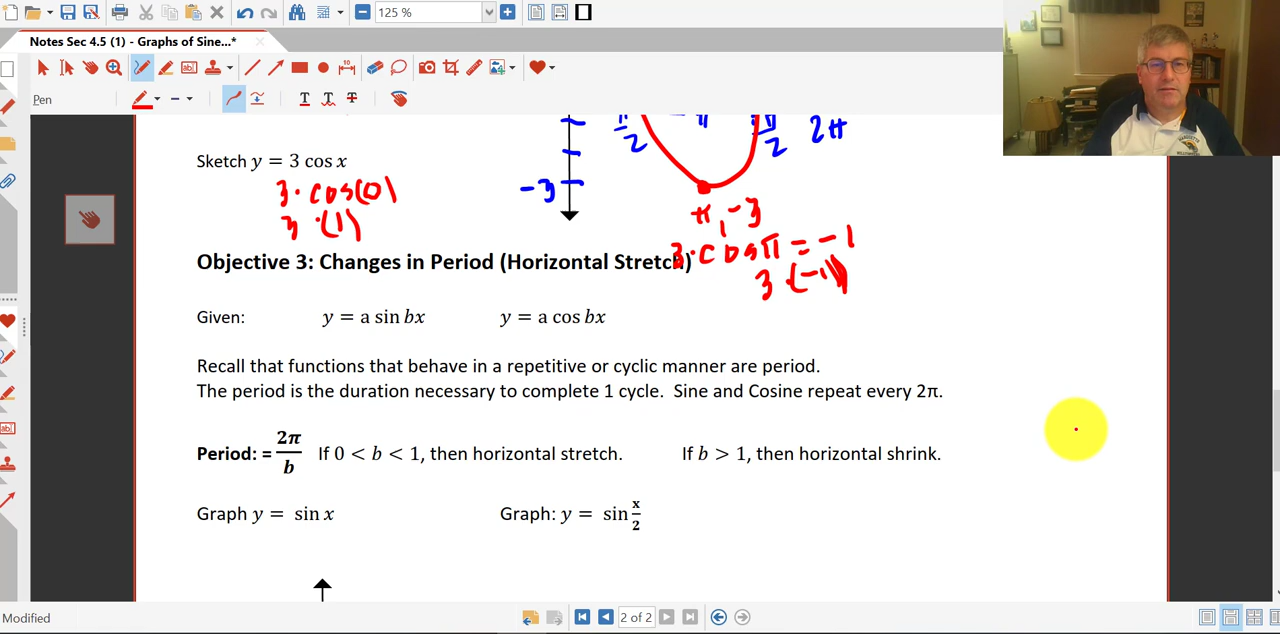 125 %
Notes Sec 4.5 (1) - Graphs of Sine...*
Pen
π/2 π π/2 2π
Sketch y = 3 cos x
3 · cos(0)
3 · (1)
-3
π, -3
3 · cos π = -1
3 (-1)
Objective 3: Changes in Period (Horizontal Stretch)
Given: y = a sin bx y = a cos bx
Recall that functions that behave in a repetitive or cyclic manner are period.
The period is the duration necessary to complete 1 cycle. Sine and Cosine repeat every 2π.
Period: = 2π/b If 0 < b < 1, then horizontal stretch. If b > 1, then horizontal shrink.
Graph y = sin x Graph: y = sin x/2
Modified
2 of 2